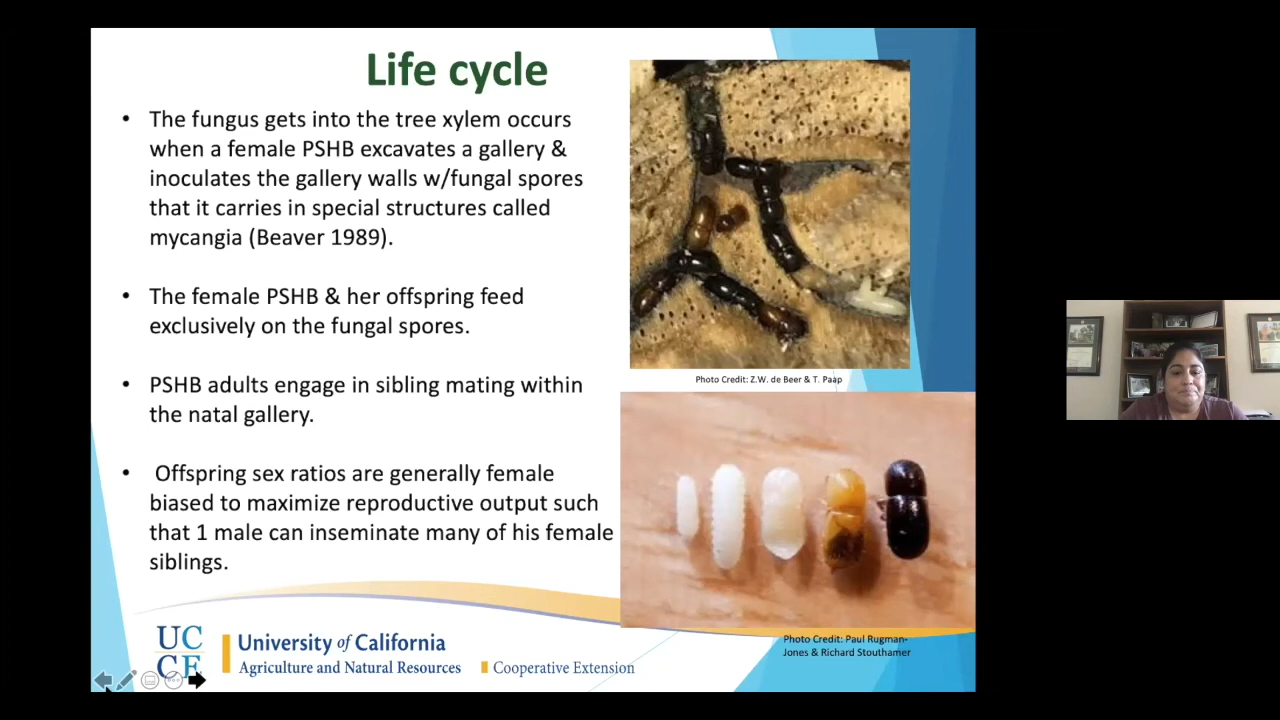 Life cycle
• The fungus gets into the tree xylem occurs
when a female PSHB excavates a gallery &
inoculates the gallery walls w/fungal spores
that it carries in special structures called
mycangia (Beaver 1989).
• The female PSHB & her offspring feed
exclusively on the fungal spores.
• PSHB adults engage in sibling mating within
the natal gallery.
• Offspring sex ratios are generally female
biased to maximize reproductive output such
that 1 male can inseminate many of his female
siblings.
Photo Credit: Z.W. de Beer & T. Paap
Photo Credit: Paul Rugman-
Jones & Richard Stouthamer
UC
CE
University of California
Agriculture and Natural Resources
Cooperative Extension